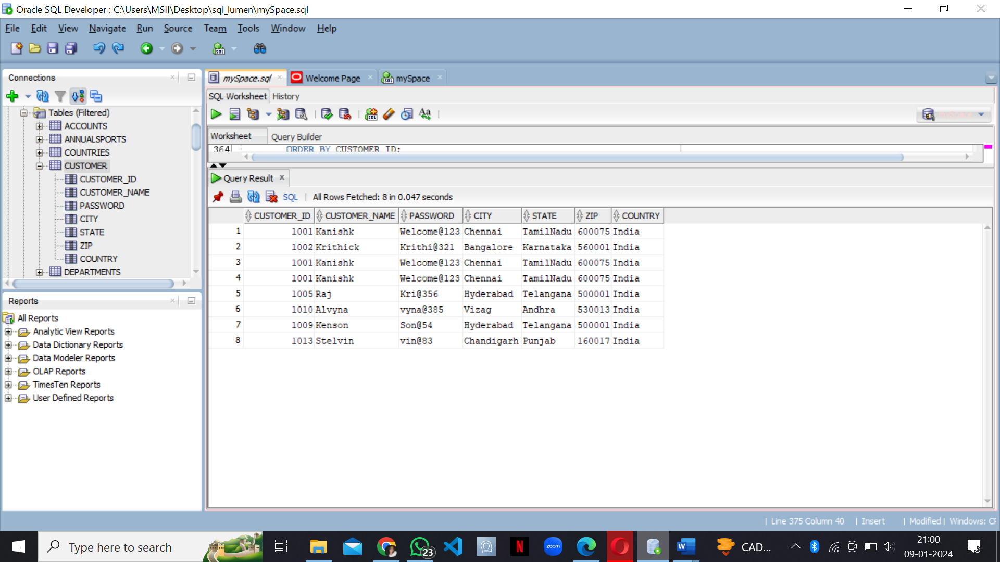 Oracle SQL Developer : C:\Users\MSII\Desktop\sql_lumen\mySpace.sql
File Edit View Navigate Run Source Team Tools Window Help
Connections
Tables (Filtered)
ACCOUNTS
ANNUALSPORTS
COUNTRIES
CUSTOMER
CUSTOMER_ID
CUSTOMER_NAME
PASSWORD
CITY
STATE
ZIP
COUNTRY
DEPARTMENTS
Reports
All Reports
Analytic View Reports
Data Dictionary Reports
Data Modeler Reports
OLAP Reports
TimesTen Reports
User Defined Reports
mySpace.sql Welcome Page mySpace
SQL Worksheet History
Worksheet Query Builder
364 ORDER BY CUSTOMER_ID;
Query Result
SQL | All Rows Fetched: 8 in 0.047 seconds
CUSTOMER_ID CUSTOMER_NAME PASSWORD CITY STATE ZIP COUNTRY
1 1001 Kanishk Welcome@123 Chennai TamilNadu 600075 India
2 1002 Krithick Krithi@321 Bangalore Karnataka 560001 India
3 1001 Kanishk Welcome@123 Chennai TamilNadu 600075 India
4 1001 Kanishk Welcome@123 Chennai TamilNadu 600075 India
5 1005 Raj Kri@356 Hyderabad Telangana 500001 India
6 1010 Alvyna vyna@385 Vizag Andhra 530013 India
7 1009 Kenson Son@54 Hyderabad Telangana 500001 India
8 1013 Stelvin vin@83 Chandigarh Punjab 160017 India
| Line 375 Column 40 | Insert | Modified | Windows: CF
Type here to search
23
zoom
CAD...
21:00
09-01-2024